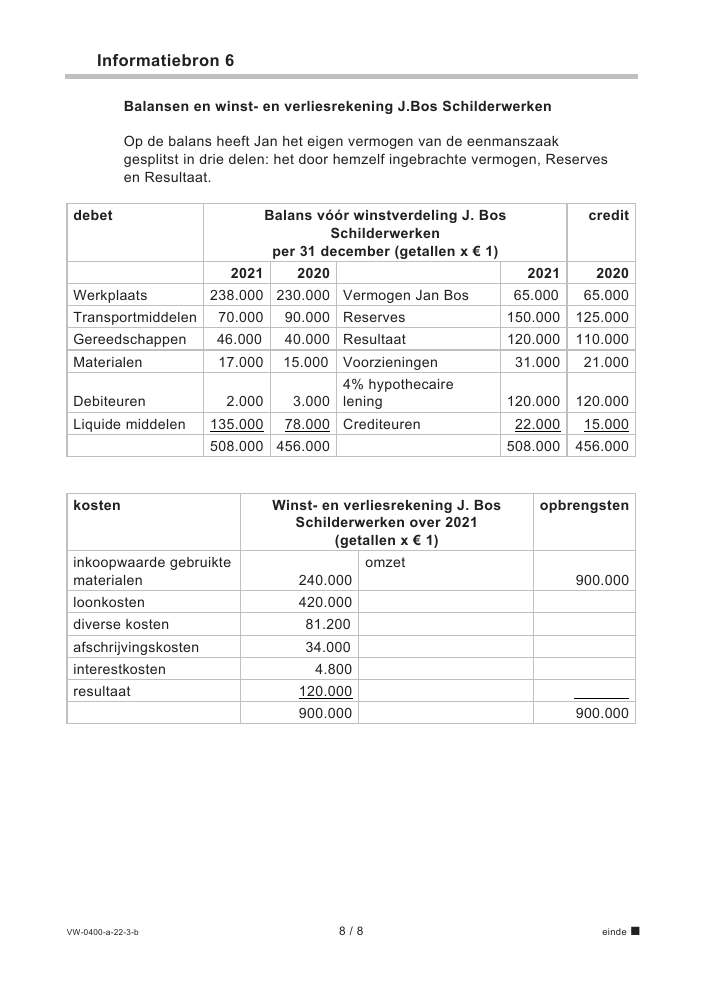 Informatiebron 6
Balansen en winst- en verliesrekening J.Bos Schilderwerken
Op de balans heeft Jan het eigen vermogen van de eenmanszaak
gesplitst in drie delen: het door hemzelf ingebrachte vermogen, Reserves
en Resultaat.
debet Balans vóór winstverdeling J. Bos credit
Schilderwerken
per 31 december (getallen x € 1)
2021 2020 2021 2020
Werkplaats 238.000 230.000 Vermogen Jan Bos 65.000 65.000
Transportmiddelen 70.000 90.000 Reserves 150.000 125.000
Gereedschappen 46.000 40.000 Resultaat 120.000 110.000
Materialen 17.000 15.000 Voorzieningen 31.000 21.000
4% hypothecaire
Debiteuren 2.000 3.000 lening 120.000 120.000
Liquide middelen 135.000 78.000 Crediteuren 22.000 15.000
508.000 456.000 508.000 456.000
kosten Winst- en verliesrekening J. Bos opbrengsten
Schilderwerken over 2021
(getallen x € 1)
inkoopwaarde gebruikte omzet
materialen 240.000 900.000
loonkosten 420.000
diverse kosten 81.200
afschrijvingskosten 34.000
interestkosten 4.800
resultaat 120.000
900.000 900.000
VW-0400-a-22-3-b 8 / 8 einde